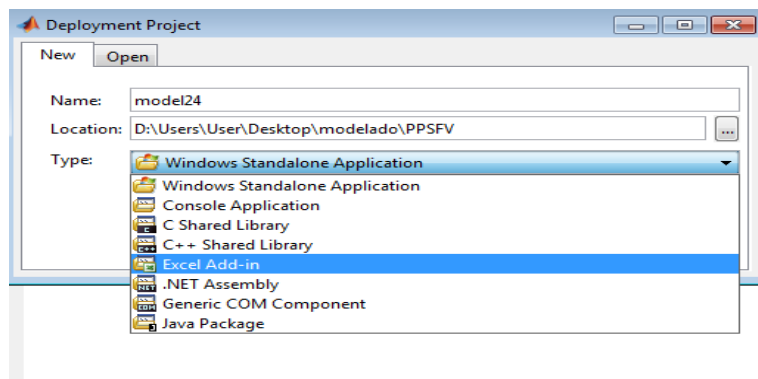 Deployment Project
New Open
Name: model24
Location: D:\Users\User\Desktop\modelado\PPSFV ...
Type: Windows Standalone Application
Windows Standalone Application
Console Application
C Shared Library
C++ Shared Library
Excel Add-in
.NET Assembly
Generic COM Component
Java Package